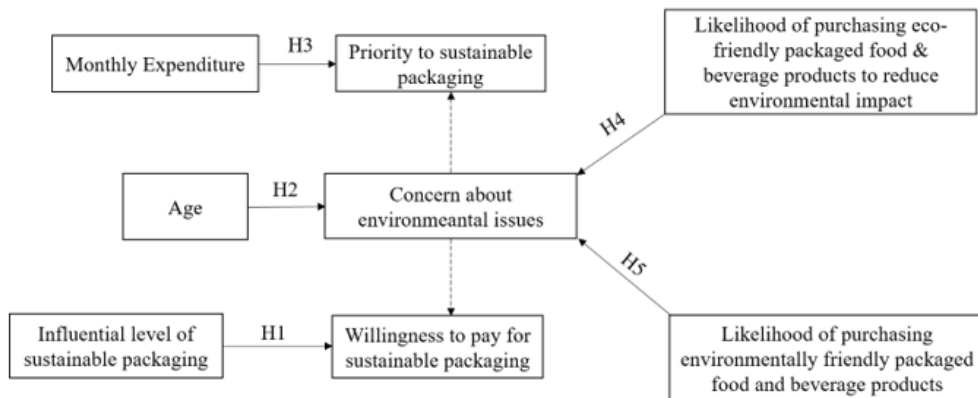 Monthly Expenditure
H3
Priority to sustainable
packaging
Likelihood of purchasing eco-
friendly packaged food &
beverage products to reduce
environmental impact
H4
Age
H2
Concern about
environmeantal issues
H5
Influential level of
sustainable packaging
H1
Willingness to pay for
sustainable packaging
Likelihood of purchasing
environmentally friendly packaged
food and beverage products